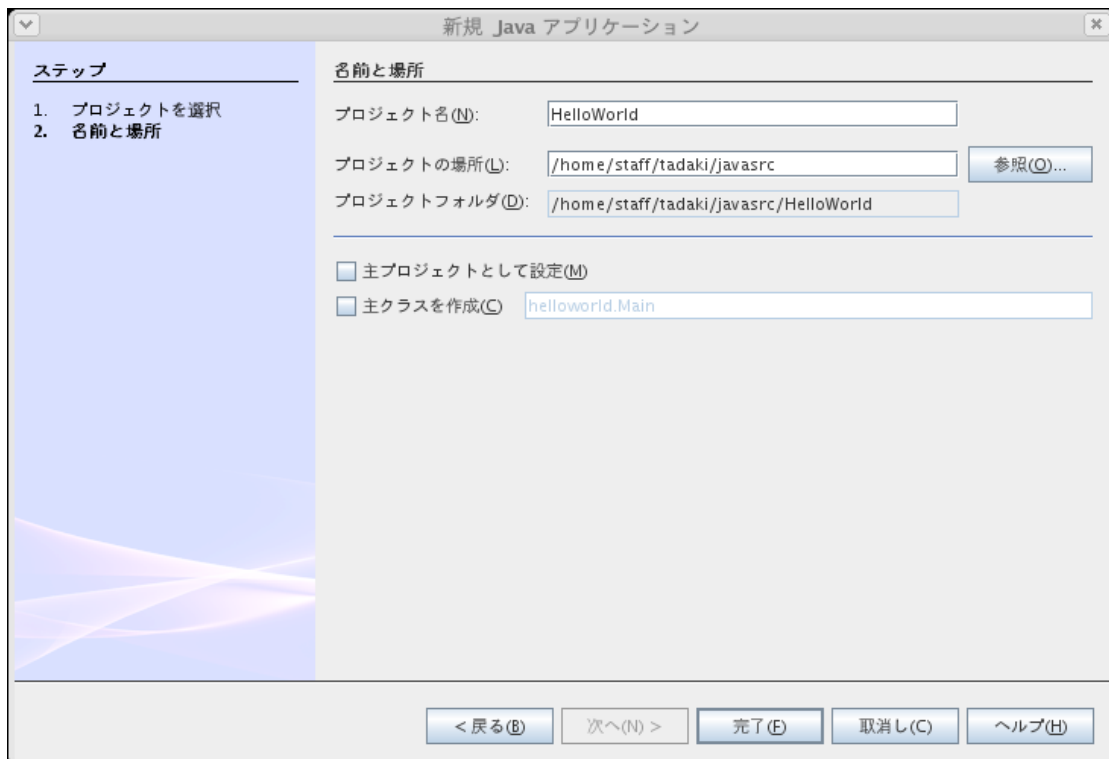 新規 Java アプリケーション
ステップ
1. プロジェクトを選択
2. 名前と場所
名前と場所
プロジェクト名(N): HelloWorld
プロジェクトの場所(L): /home/staff/tadaki/javasrc 参照(O)...
プロジェクトフォルダ(D): /home/staff/tadaki/javasrc/HelloWorld
主プロジェクトとして設定(M)
主クラスを作成(C) helloworld.Main
< 戻る(B) 次へ(N) > 完了(F) 取消し(C) ヘルプ(H)